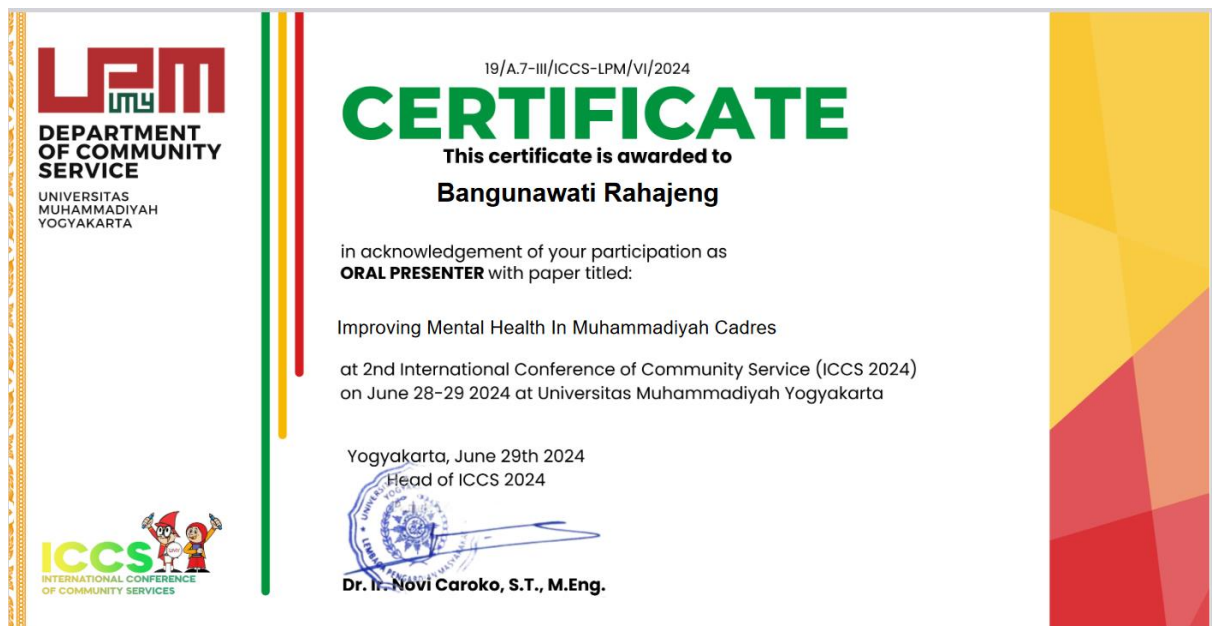 LPM
UMY
DEPARTMENT
OF COMMUNITY
SERVICE
UNIVERSITAS
MUHAMMADIYAH
YOGYAKARTA
19/A.7-III/ICCS-LPM/VI/2024
CERTIFICATE
This certificate is awarded to
Bangunawati Rahajeng
in acknowledgement of your participation as
ORAL PRESENTER with paper titled:
Improving Mental Health In Muhammadiyah Cadres
at 2nd International Conference of Community Service (ICCS 2024)
on June 28-29 2024 at Universitas Muhammadiyah Yogyakarta
Yogyakarta, June 29th 2024
Head of ICCS 2024
LEMBAGA PENGABDIAN MASYARAKAT
Dr. Ir. Novi Caroko, S.T., M.Eng.
ICCS
INTERNATIONAL CONFERENCE
OF COMMUNITY SERVICES